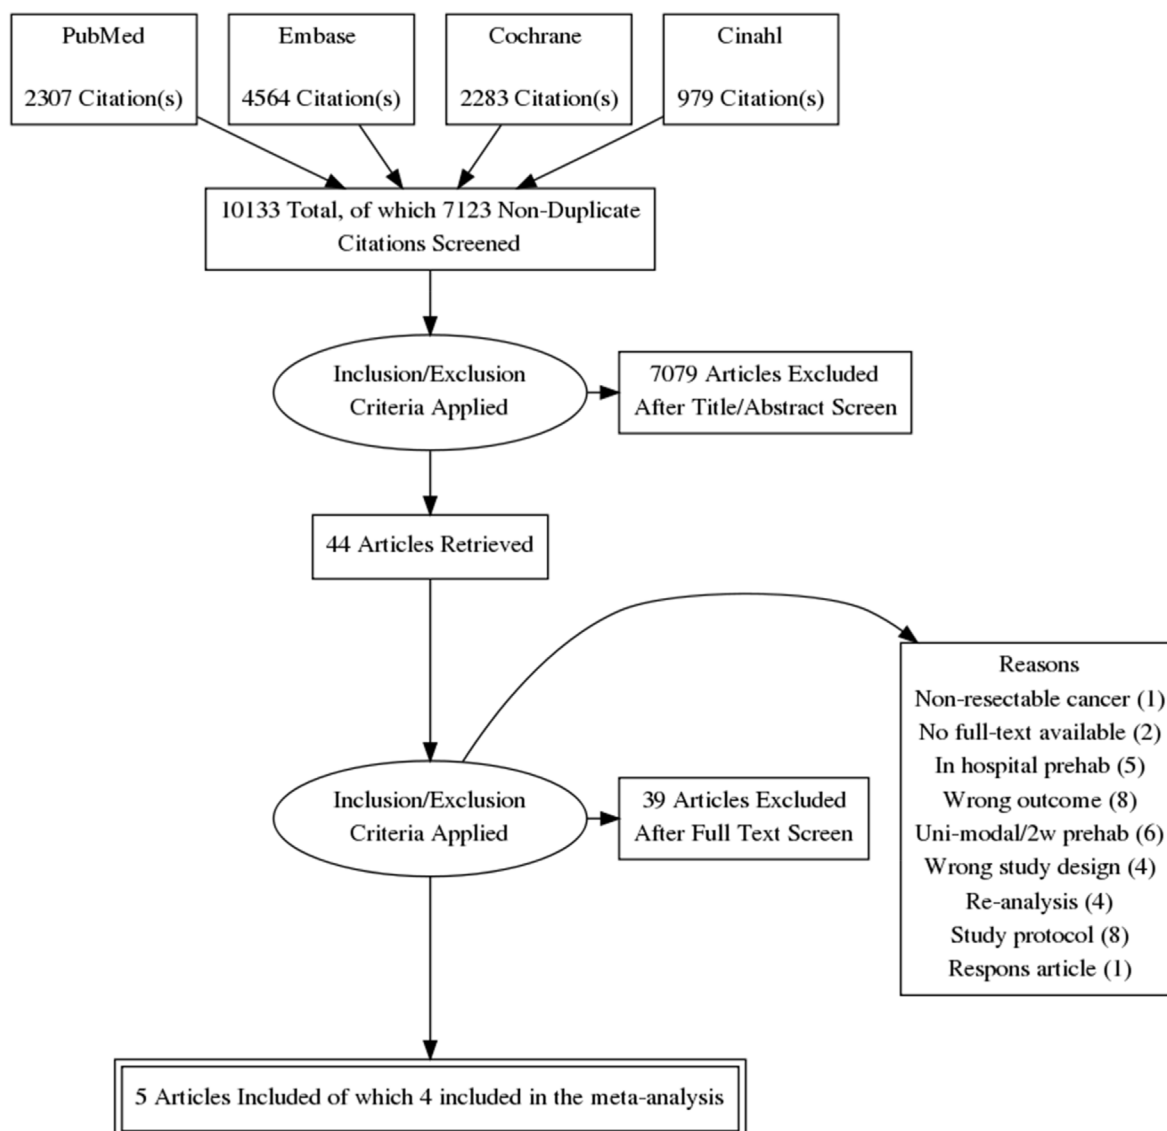 PubMed
2307 Citation(s)
Embase
4564 Citation(s)
Cochrane
2283 Citation(s)
Cinahl
979 Citation(s)
10133 Total, of which 7123 Non-Duplicate
Citations Screened
Inclusion/Exclusion
Criteria Applied
7079 Articles Excluded
After Title/Abstract Screen
44 Articles Retrieved
Inclusion/Exclusion
Criteria Applied
39 Articles Excluded
After Full Text Screen
Reasons
Non-resectable cancer (1)
No full-text available (2)
In hospital prehab (5)
Wrong outcome (8)
Uni-modal/2w prehab (6)
Wrong study design (4)
Re-analysis (4)
Study protocol (8)
Respons article (1)
5 Articles Included of which 4 included in the meta-analysis